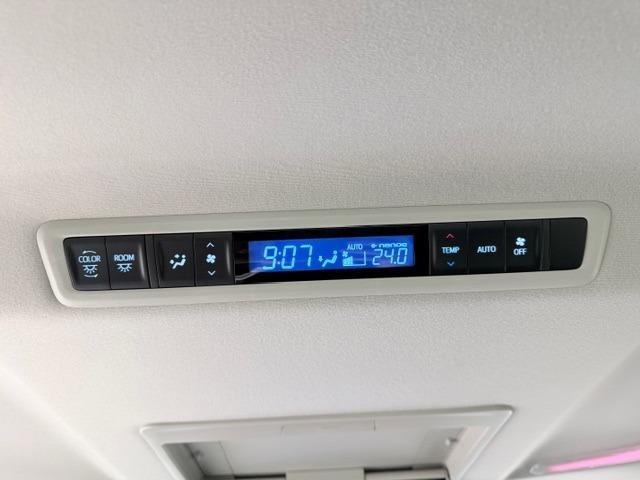 COLOR
ROOM
9:07
AUTO
nanoe
24.0
TEMP
AUTO
OFF